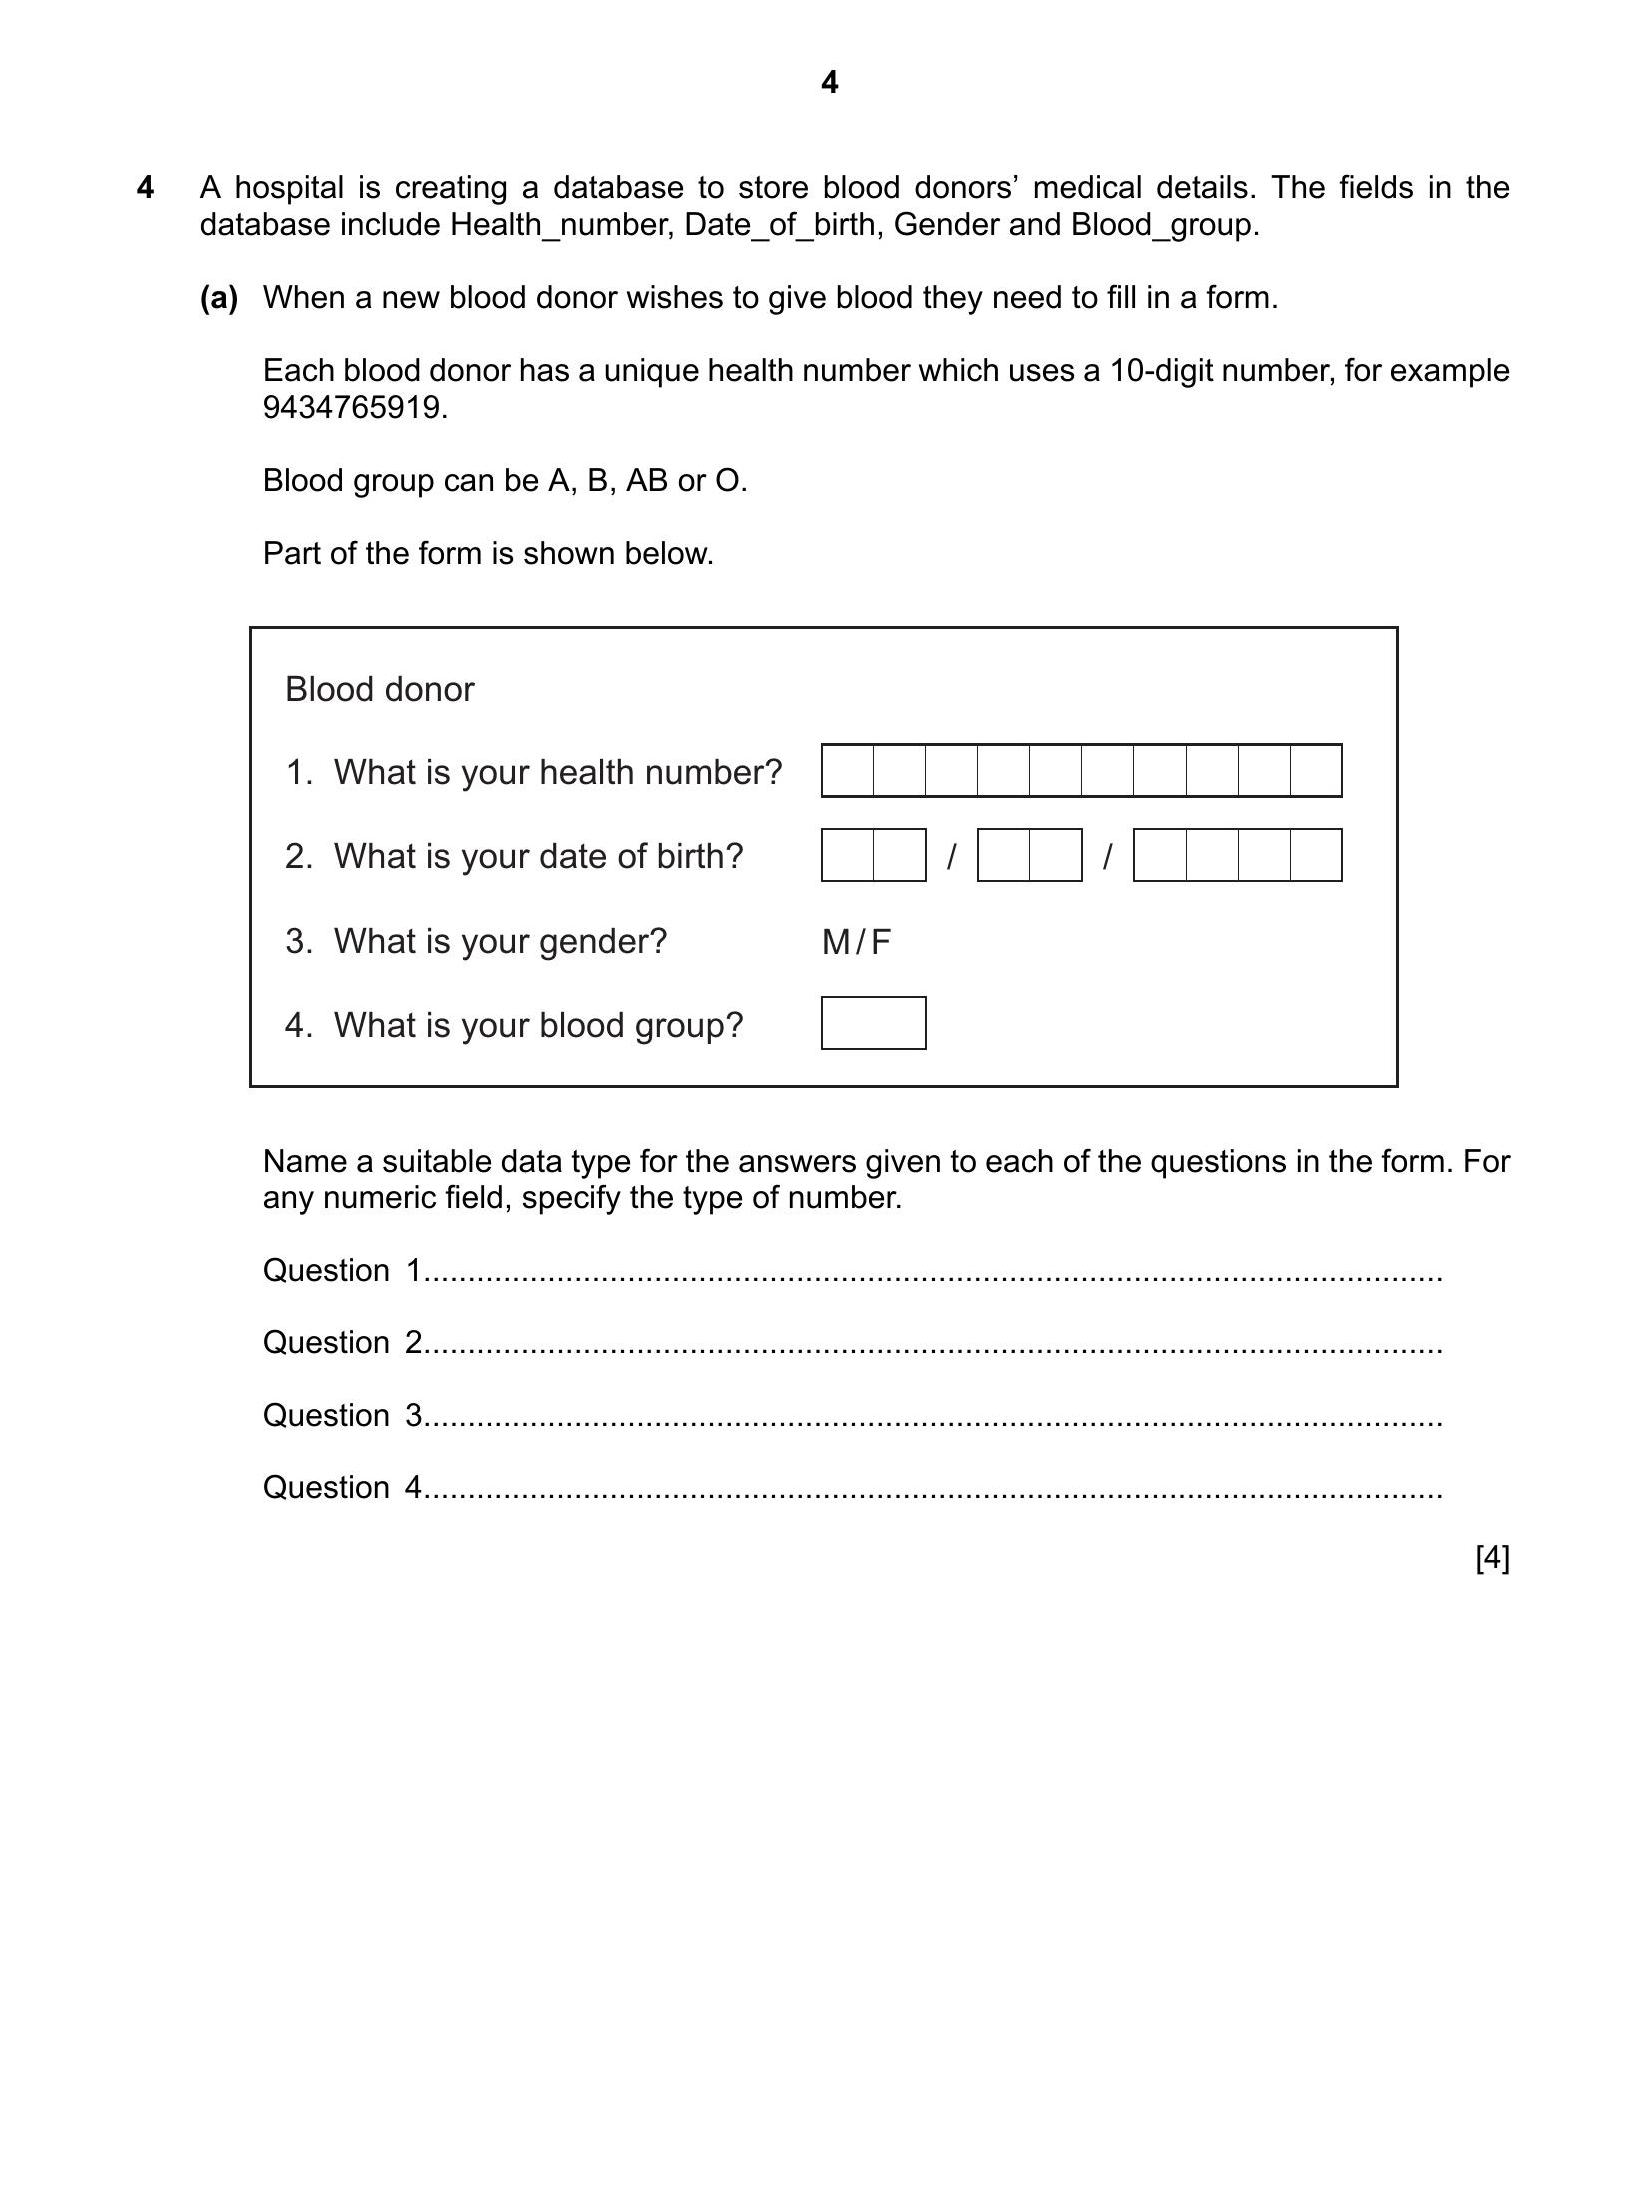 4
4 A hospital is creating a database to store blood donors’ medical details. The fields in the
database include Health_number, Date_of_birth, Gender and Blood_group.
(a) When a new blood donor wishes to give blood they need to fill in a form.
Each blood donor has a unique health number which uses a 10-digit number, for example
9434765919.
Blood group can be A, B, AB or O.
Part of the form is shown below.
Blood donor
1. What is your health number?
2. What is your date of birth? / /
3. What is your gender? M / F
4. What is your blood group?
Name a suitable data type for the answers given to each of the questions in the form. For
any numeric field, specify the type of number.
Question 1...................................................................................................................
Question 2...................................................................................................................
Question 3...................................................................................................................
Question 4...................................................................................................................
[4]